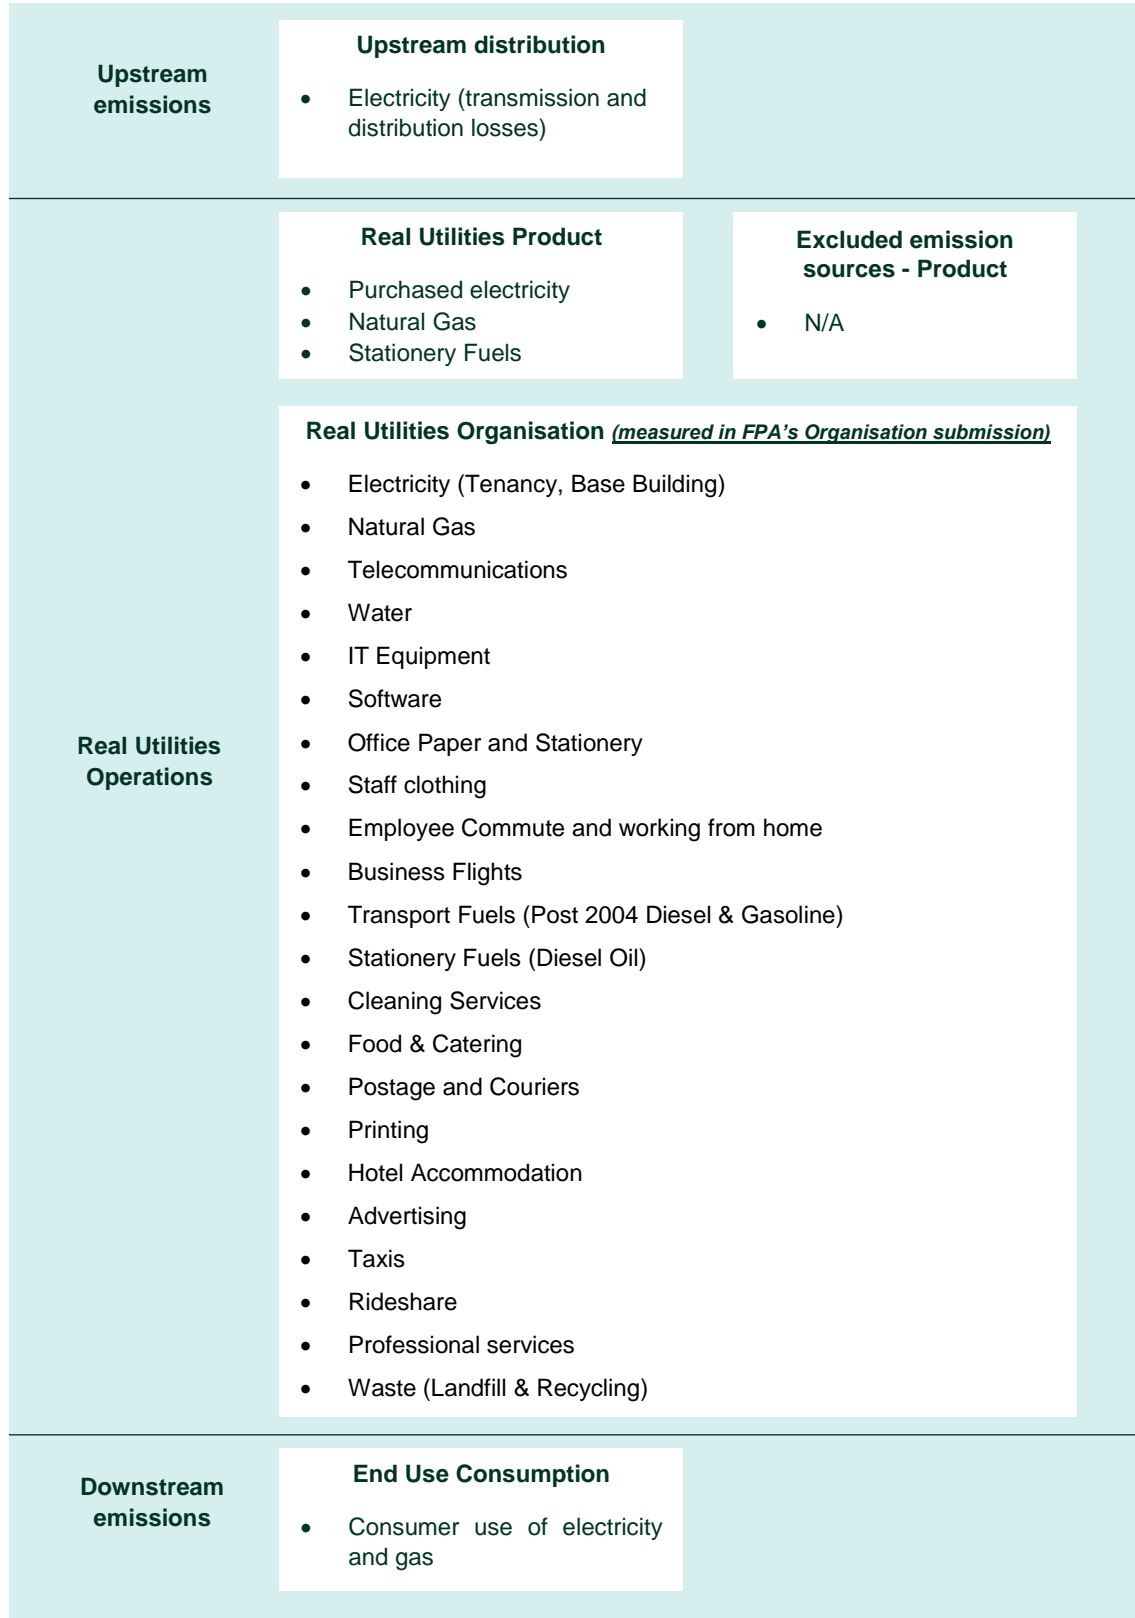 Upstream
emissions
Upstream distribution
• Electricity (transmission and
distribution losses)
Real Utilities
Operations
Real Utilities Product
• Purchased electricity
• Natural Gas
• Stationery Fuels
Excluded emission
sources - Product
• N/A
Real Utilities Organisation (measured in FPA's Organisation submission)
• Electricity (Tenancy, Base Building)
• Natural Gas
• Telecommunications
• Water
• IT Equipment
• Software
• Office Paper and Stationery
• Staff clothing
• Employee Commute and working from home
• Business Flights
• Transport Fuels (Post 2004 Diesel & Gasoline)
• Stationery Fuels (Diesel Oil)
• Cleaning Services
• Food & Catering
• Postage and Couriers
• Printing
• Hotel Accommodation
• Advertising
• Taxis
• Rideshare
• Professional services
• Waste (Landfill & Recycling)
Downstream
emissions
End Use Consumption
• Consumer use of electricity
and gas